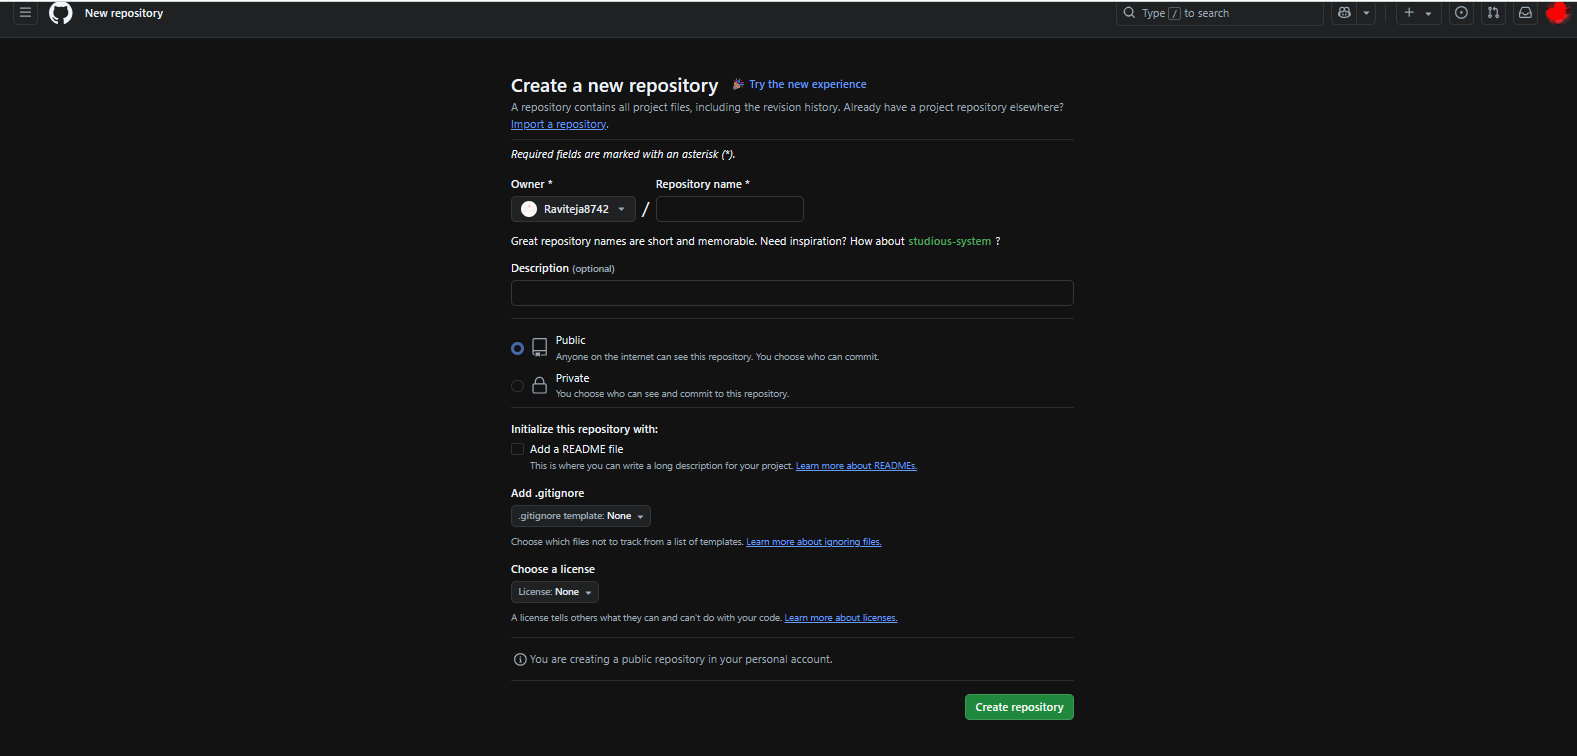 New repository
Type / to search
Create a new repository Try the new experience
A repository contains all project files, including the revision history. Already have a project repository elsewhere?
Import a repository.
Required fields are marked with an asterisk (*).
Owner * Repository name *
Raviteja8742 /
Great repository names are short and memorable. Need inspiration? How about studious-system ?
Description (optional)
Public
Anyone on the internet can see this repository. You choose who can commit.
Private
You choose who can see and commit to this repository.
Initialize this repository with:
Add a README file
This is where you can write a long description for your project. Learn more about READMEs.
Add .gitignore
.gitignore template: None
Choose which files not to track from a list of templates. Learn more about ignoring files.
Choose a license
License: None
A license tells others what they can and can't do with your code. Learn more about licenses.
You are creating a public repository in your personal account.
Create repository